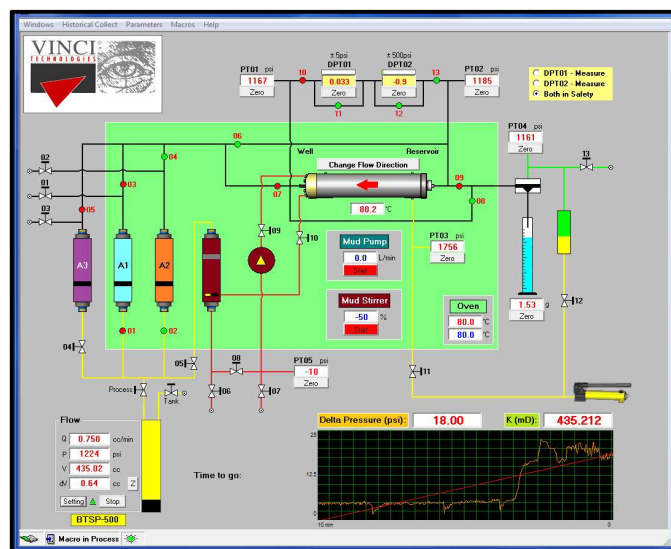 Windows Historical Collect Parameters Macros Help
VINCI
TECHNOLOGIES
PT01 psi
1167
Zero
10
± 5psi
DPT01
0.033
Zero
11
± 500psi
DPT02
-0.9
Zero
12
13
PT02 psi
1185
Zero
DPT01 - Measure
DPT02 - Measure
Both in Safety
PT04 psi
1161
Zero
13
02
01
03
05
03
04
06
Well
Reservoir
Change Flow Direction
07
80.2 °C
09
08
09
10
PT03 psi
1756
Zero
Mud Pump
0.0 L/min
Start
Mud Stirrer
-50 %
Start
Oven
80.0 °C
80.0 °C
1.53 g
Zero
12
A3
A1
A2
01
02
04
05
08
06
07
PT05 psi
-10
Zero
11
Process
Tank
Flow
Q 0.750 cc/min
P 1224 psi
V 435.02 cc
dV 0.64 cc Z
Setting Stop
BTSP-500
Time to go:
Delta Pressure (psi): 18.00
K (mD): 435.212
25
12.5
0
10 min
0
Macro in Process